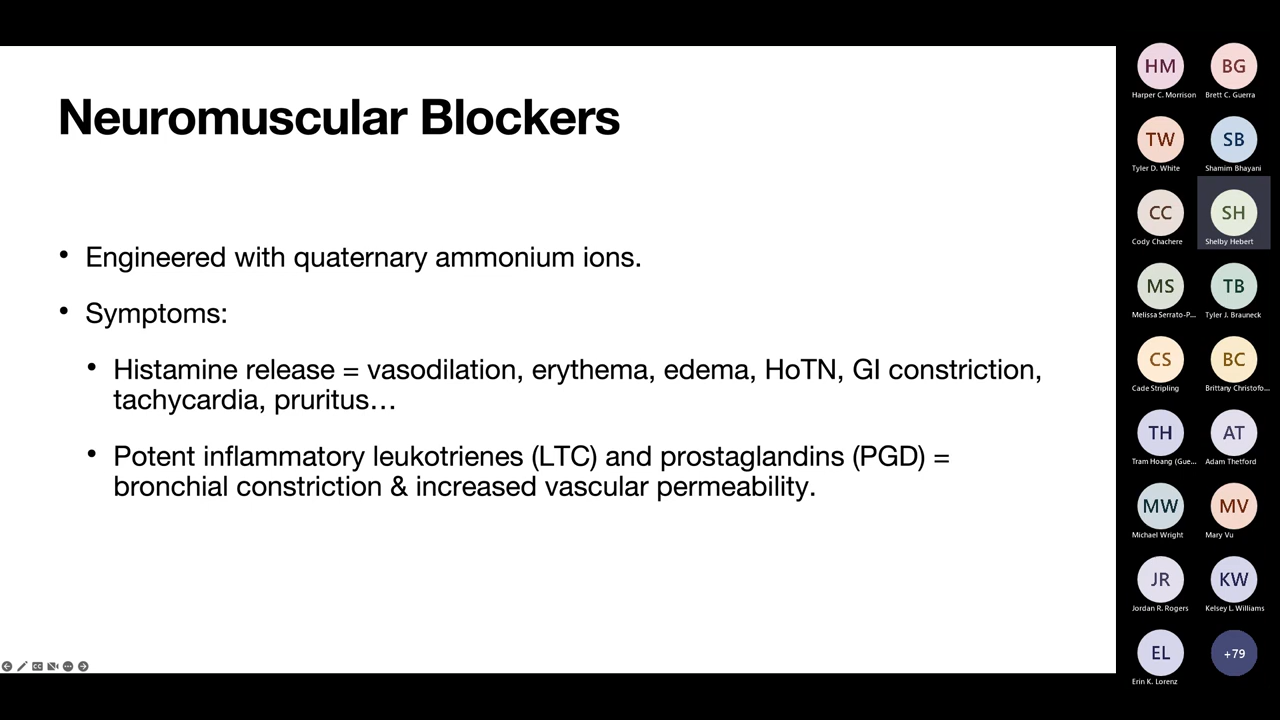 Neuromuscular Blockers
• Engineered with quaternary ammonium ions.
• Symptoms:
• Histamine release = vasodilation, erythema, edema, HoTN, GI constriction,
tachycardia, pruritus…
• Potent inflammatory leukotrienes (LTC) and prostaglandins (PGD) =
bronchial constriction & increased vascular permeability.
HM BG
Harper C. Morrison Brett C. Guerra
TW SB
Tyler D. White Shamim Bhayani
CC SH
Cody Chachere Shelby Hebert
MS TB
Melissa Serrato-P... Tyler J. Brauneck
CS BC
Cade Stripling Brittany Christofo...
TH AT
Tram Hoang (Gue... Adam Thetford
MW MV
Michael Wright Mary Vu
JR KW
Jordan R. Rogers Kelsey L. Williams
EL +79
Erin K. Lorenz